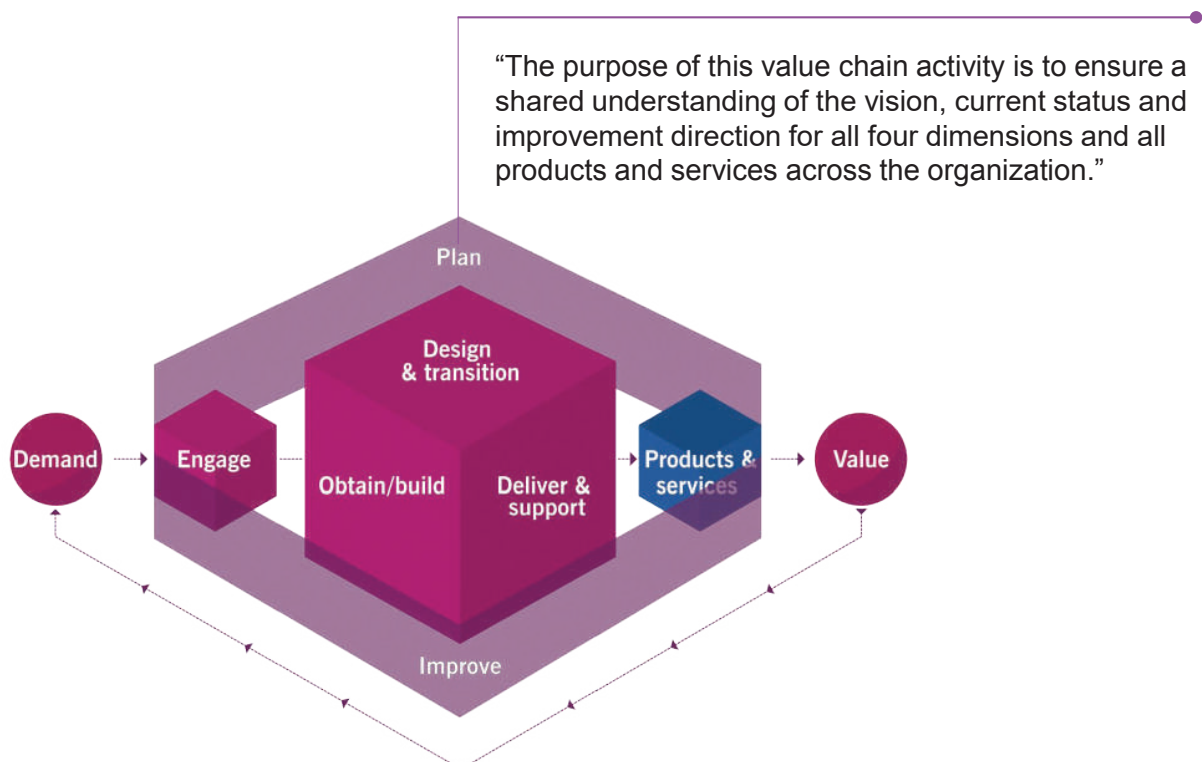 “The purpose of this value chain activity is to ensure a
shared understanding of the vision, current status and
improvement direction for all four dimensions and all
products and services across the organization.”
Plan
Design
& transition
Demand
Engage
Obtain/build
Deliver &
support
Products &
services
Value
Improve